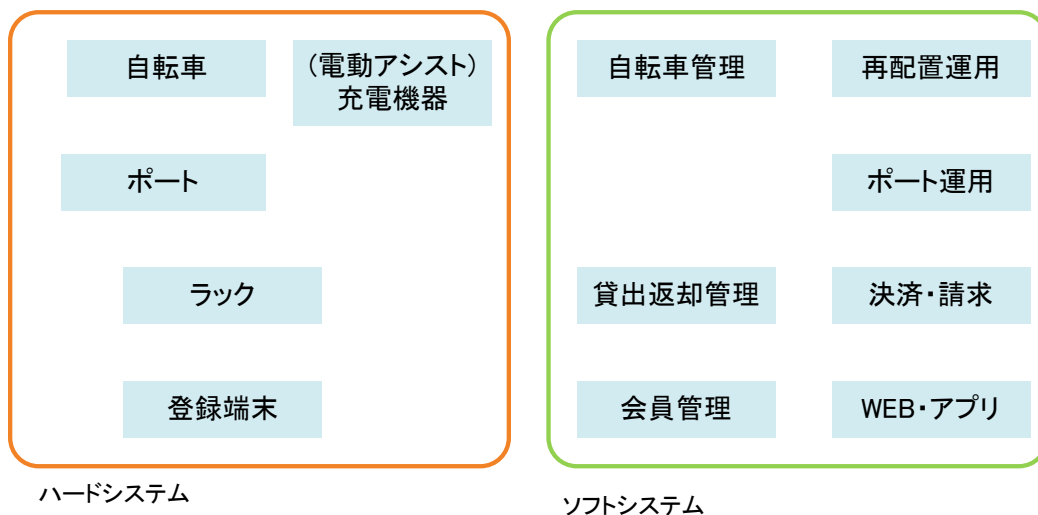 自転車
(電動アシスト)
充電機器
ポート
ラック
登録端末
ハードシステム
自転車管理
再配置運用
ポート運用
貸出返却管理
決済・請求
会員管理
WEB・アプリ
ソフトシステム